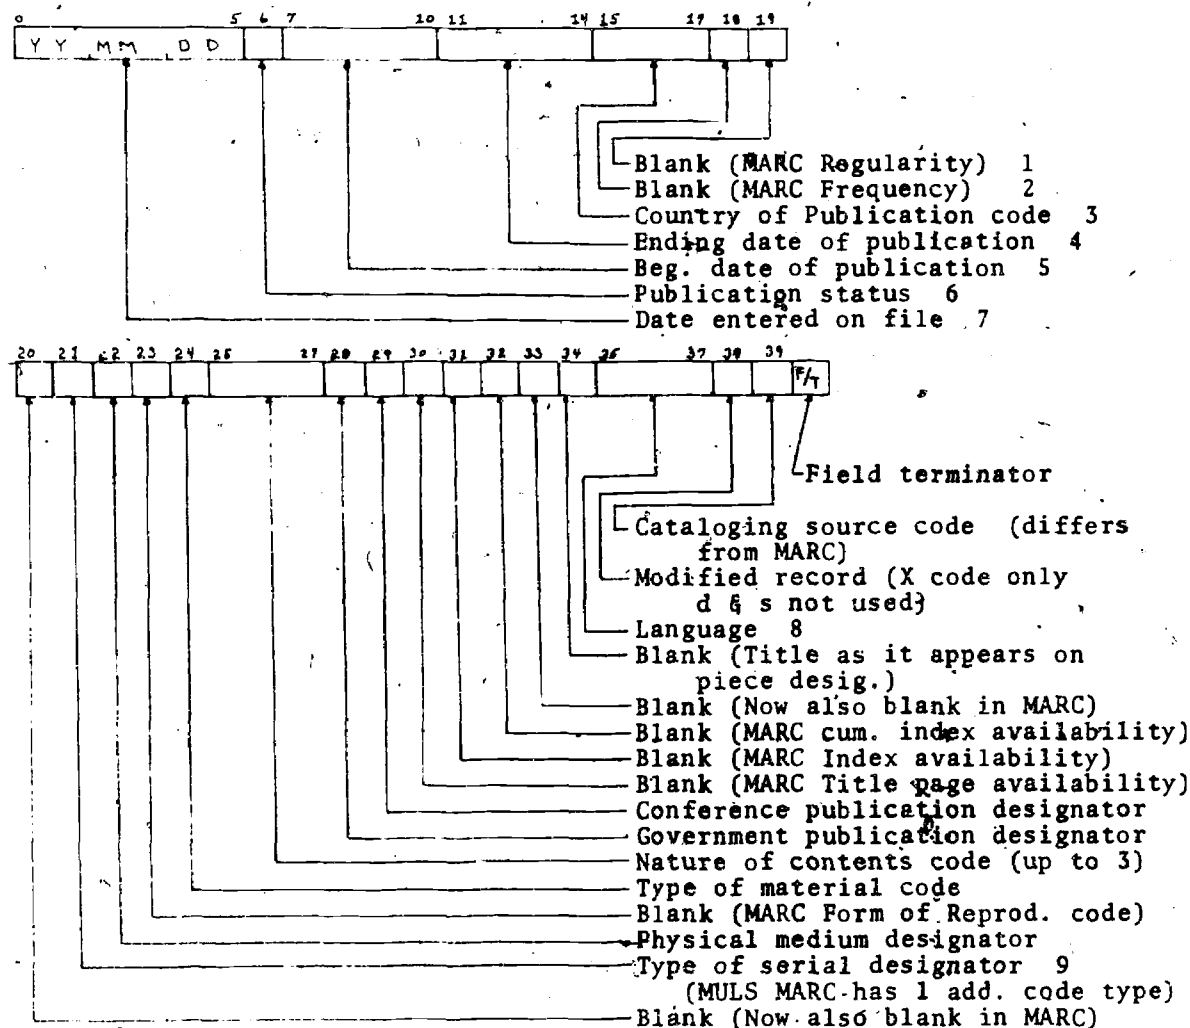 0 5 6 7 10 11 14 15 17 18 19
Y Y M M D D
Blank (MARC Regularity) 1
Blank (MARC Frequency) 2
Country of Publication code 3
Ending date of publication 4
Beg. date of publication 5
Publication status 6
Date entered on file 7
20 21 22 23 24 25 27 28 29 30 31 32 33 34 35 37 38 39
F/T
Field terminator
Cataloging source code (differs
from MARC)
Modified record (X code only
d & s not used)
Language 8
Blank (Title as it appears on
piece desig.)
Blank (Now also blank in MARC)
Blank (MARC cum. index availability)
Blank (MARC Index availability)
Blank (MARC Title page availability)
Conference publication designator
Government publication designator
Nature of contents code (up to 3)
Type of material code
Blank (MARC Form of Reprod. code)
Physical medium designator
Type of serial designator 9
(MULS MARC has 1 add. code type)
Blank (Now also blank in MARC)